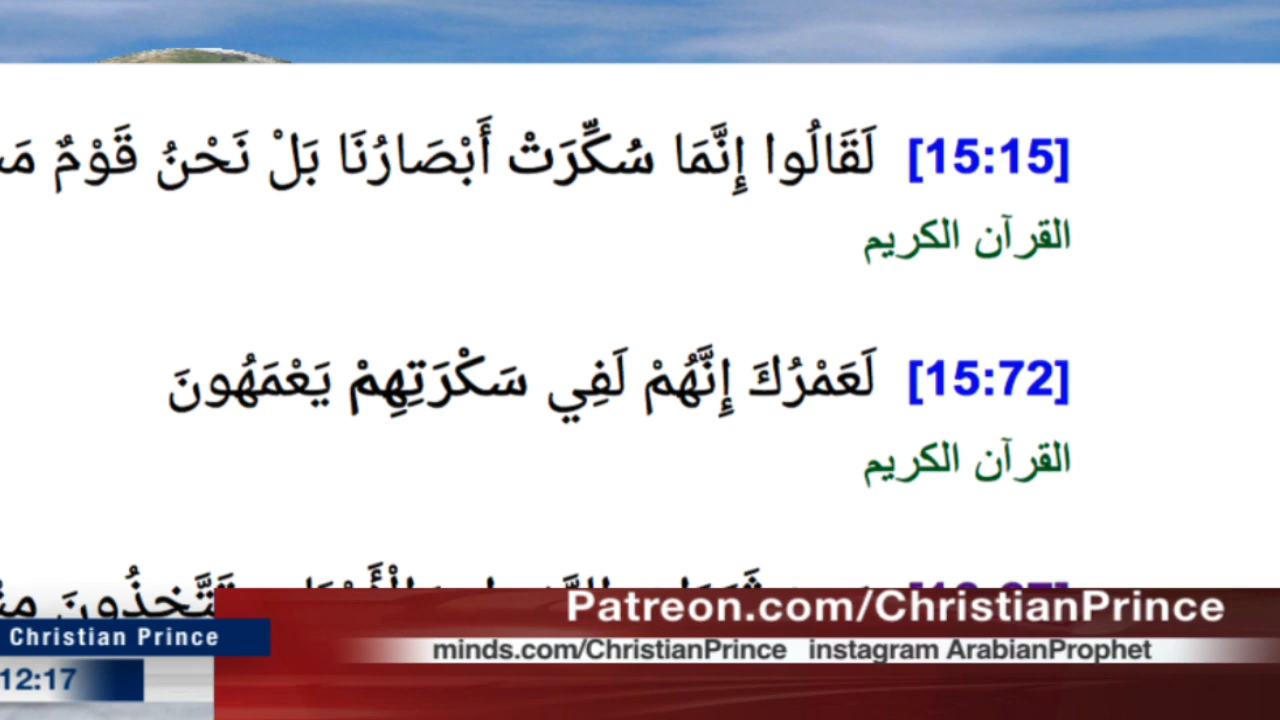 [15:15] لَقَالُوا إِنَّمَا سُكِّرَتْ أَبْصَارُنَا بَلْ نَحْنُ قَوْمٌ
القرآن الكريم
[15:72] لَعَمْرُكَ إِنَّهُمْ لَفِي سَكْرَتِهِمْ يَعْمَهُونَ
القرآن الكريم
تَتَّخِذُونَ
Patreon.com/ChristianPrince
Christian Prince
minds.com/ChristianPrince instagram ArabianProphet
12:17